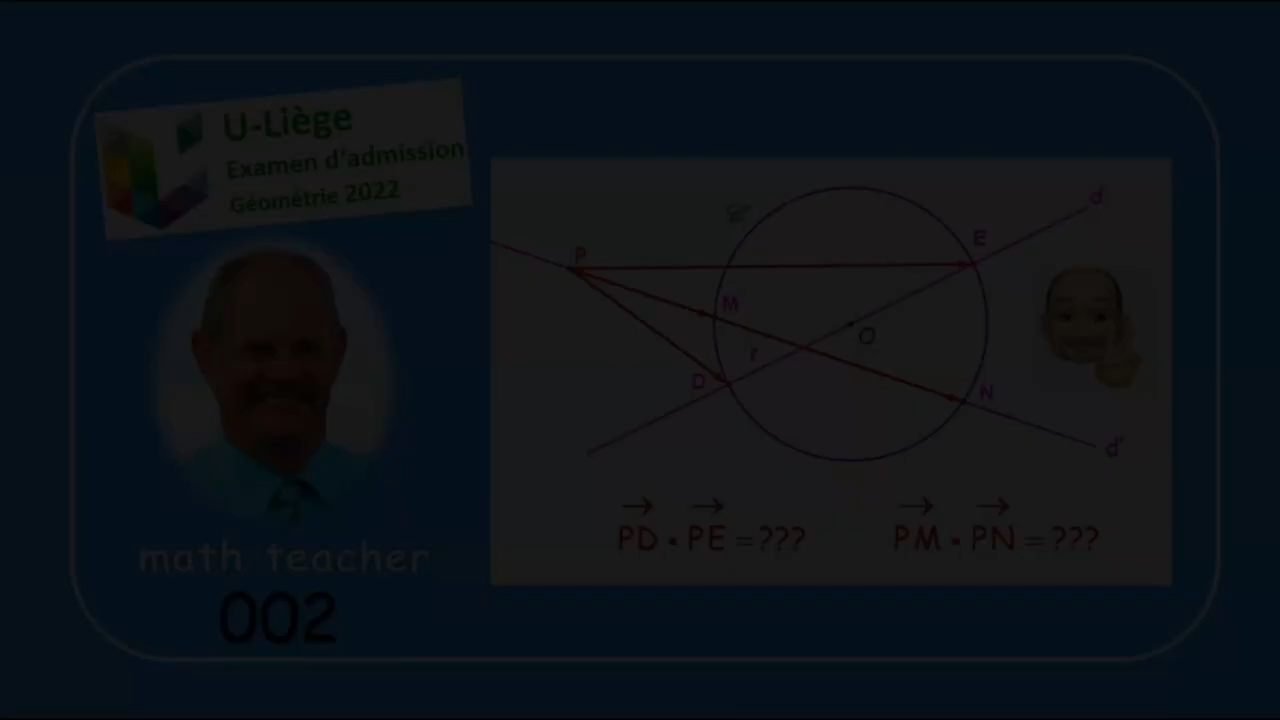 U-Liège
Examen d'admission
Géométrie 2022
math teacher
002
d
E
P
M
O
r
D
N
d'
PD • PE = ???
PM • PN = ???